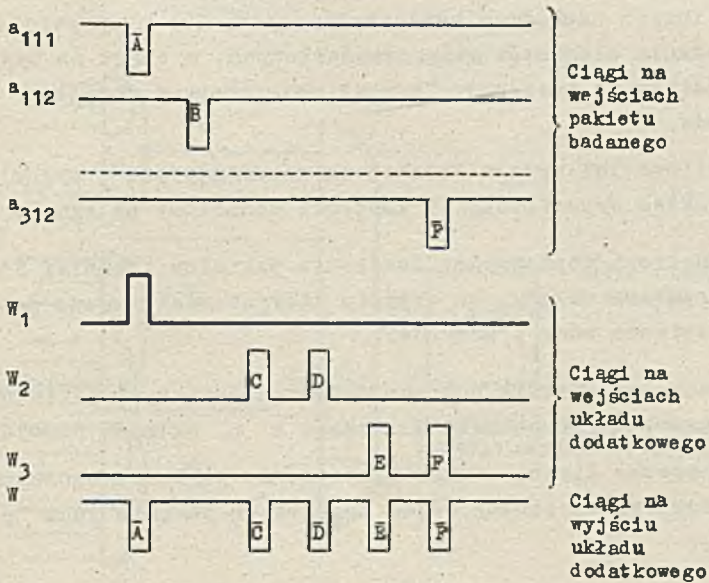 a111
Ā
a112
B̄
a312
F̄
Ciągi na
wejściach
pakietu
badanego
W1
W2
C
D
W3
E
F
W
Ā
C̄
D̄
Ē
F̄
Ciągi na
wejściach
układu
dodatkowego
Ciągi na
wyjściu
układu
dodatkowego